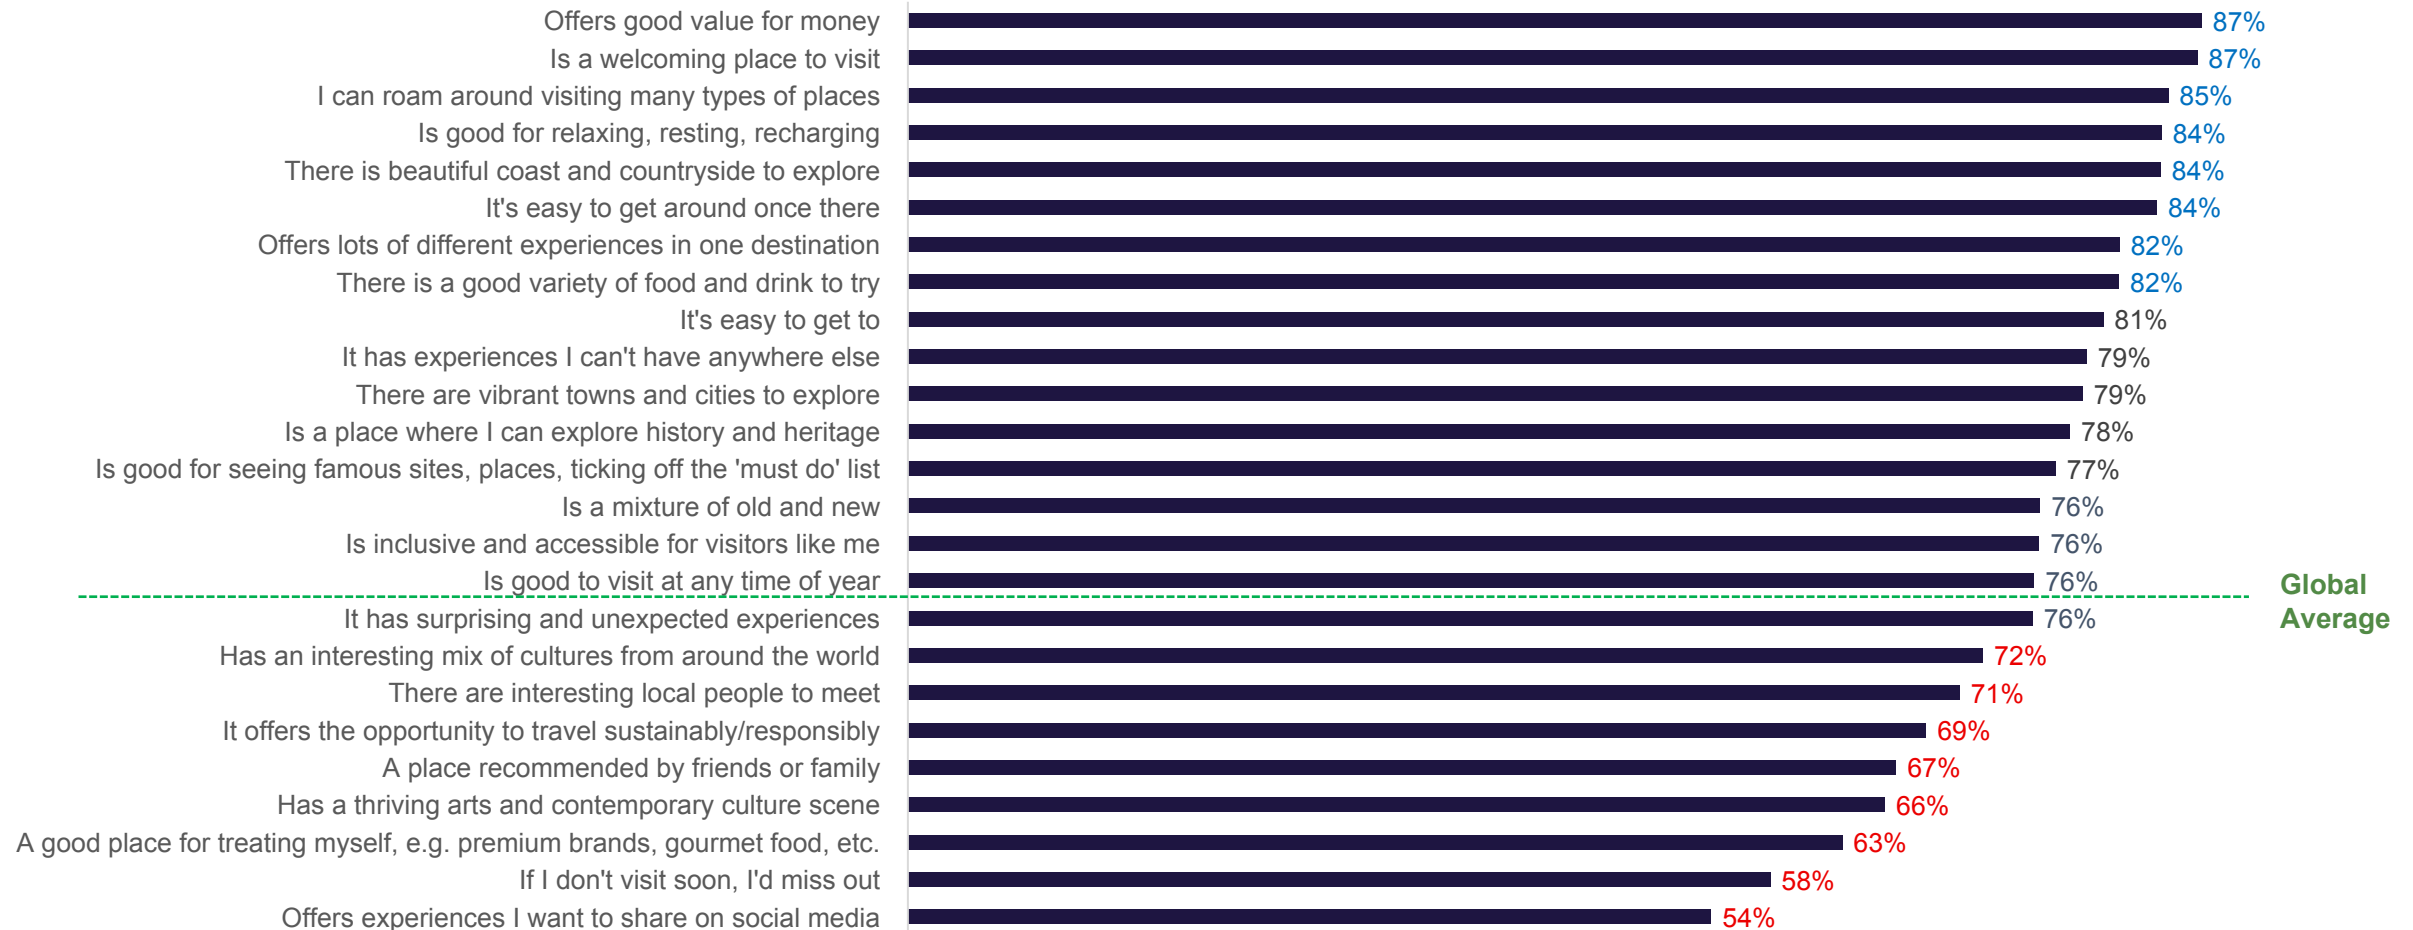 Offers good value for money 87%
Is a welcoming place to visit 87%
I can roam around visiting many types of places 85%
Is good for relaxing, resting, recharging 84%
There is beautiful coast and countryside to explore 84%
It's easy to get around once there 84%
Offers lots of different experiences in one destination 82%
There is a good variety of food and drink to try 82%
It's easy to get to 81%
It has experiences I can't have anywhere else 79%
There are vibrant towns and cities to explore 79%
Is a place where I can explore history and heritage 78%
Is good for seeing famous sites, places, ticking off the 'must do' list 77%
Is a mixture of old and new 76%
Is inclusive and accessible for visitors like me 76%
Is good to visit at any time of year 76%
Global
Average
It has surprising and unexpected experiences 76%
Has an interesting mix of cultures from around the world 72%
There are interesting local people to meet 71%
It offers the opportunity to travel sustainably/responsibly 69%
A place recommended by friends or family 67%
Has a thriving arts and contemporary culture scene 66%
A good place for treating myself, e.g. premium brands, gourmet food, etc. 63%
If I don't visit soon, I'd miss out 58%
Offers experiences I want to share on social media 54%